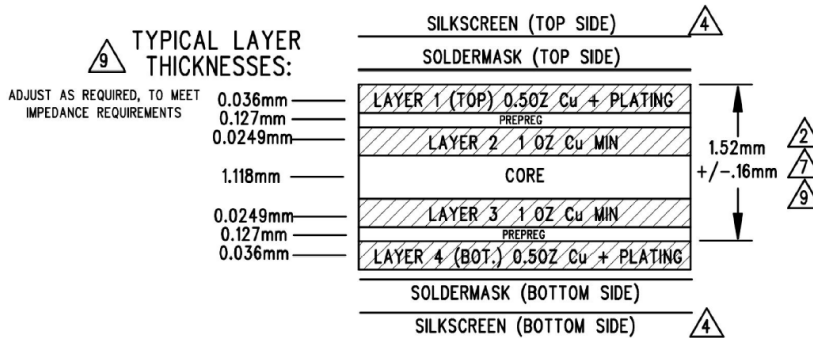 SILKSCREEN (TOP SIDE) 4
SOLDERMASK (TOP SIDE)
9 TYPICAL LAYER
THICKNESSES:
ADJUST AS REQUIRED, TO MEET
IMPEDANCE REQUIREMENTS
0.036mm LAYER 1 (TOP) 0.5OZ Cu + PLATING
0.127mm PREPREG
0.0249mm LAYER 2 1 OZ Cu MIN
1.118mm CORE
0.0249mm LAYER 3 1 OZ Cu MIN
0.127mm PREPREG
0.036mm LAYER 4 (BOT.) 0.5OZ Cu + PLATING
1.52mm 2
+/-.16mm 7
9
SOLDERMASK (BOTTOM SIDE)
SILKSCREEN (BOTTOM SIDE) 4